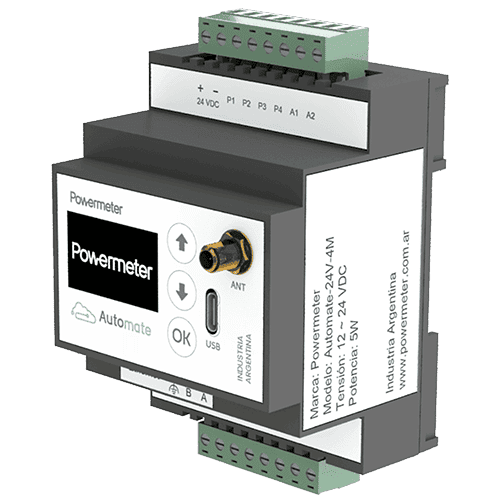 + -
24 VDC P1 P2 P3 P4 A1 A2
Powermeter
Powermeter
Automate
OK
ANT
USB
INDUSTRIA
ARGENTINA
B A
Marca: Powermeter
Modelo: Automate-24V-4M
Tensión: 12 ~ 24 VDC
Potencia: 5W
Industria Argentina
www.powermeter.com.ar